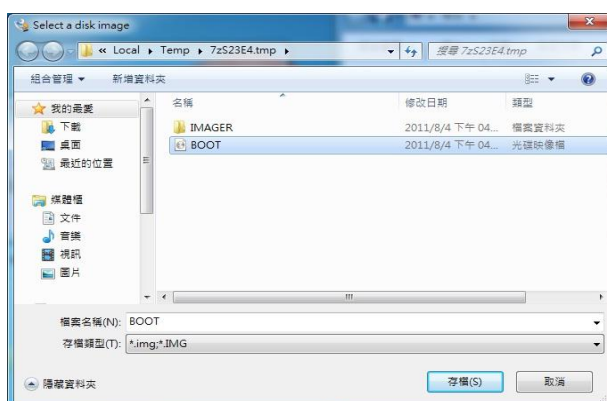 Select a disk image
« Local ▸ Temp ▸ 7zS23E4.tmp ▸
搜尋 7zS23E4.tmp
組合管理 ▼ 新增資料夾
名稱 修改日期 類型
我的最愛
下載
桌面
最近的位置
媒體櫃
文件
音樂
視訊
圖片
IMAGER 2011/8/4 下午 04... 檔案資料夾
BOOT 2011/8/4 下午 04... 光碟映像檔
檔案名稱(N): BOOT
存檔類型(T): *.img;*.IMG
隱藏資料夾
存檔(S) 取消